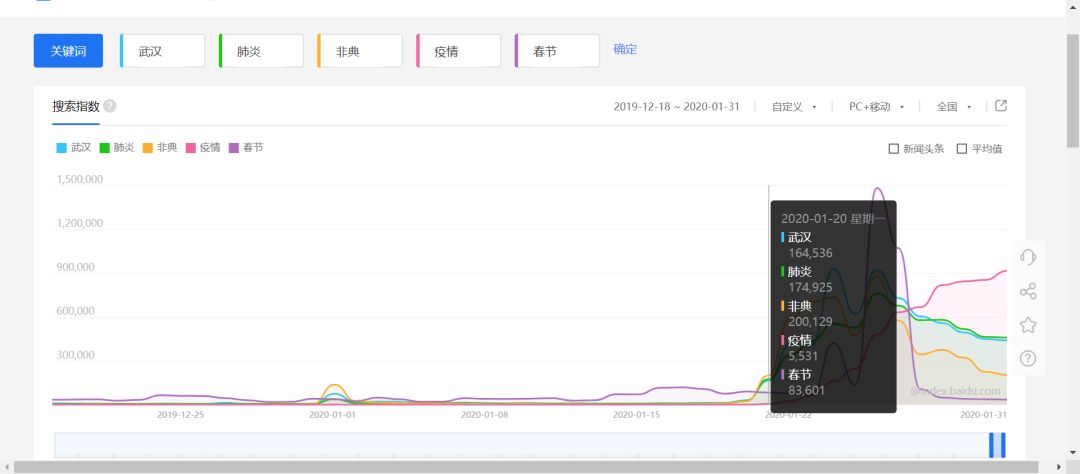 关键词 武汉 肺炎 非典 疫情 春节 确定
搜索指数 ? 2019-12-18 ~ 2020-01-31 自定义 PC+移动 全国
武汉 肺炎 非典 疫情 春节 新闻头条 平均值
1,500,000
1,200,000
900,000
600,000
300,000
2020-01-20 星期一
武汉
164,536
肺炎
174,925
非典
200,129
疫情
5,531
春节
83,601
@index.baidu.com
2019-12-25 2020-01-01 2020-01-08 2020-01-15 2020-01-22 2020-01-31